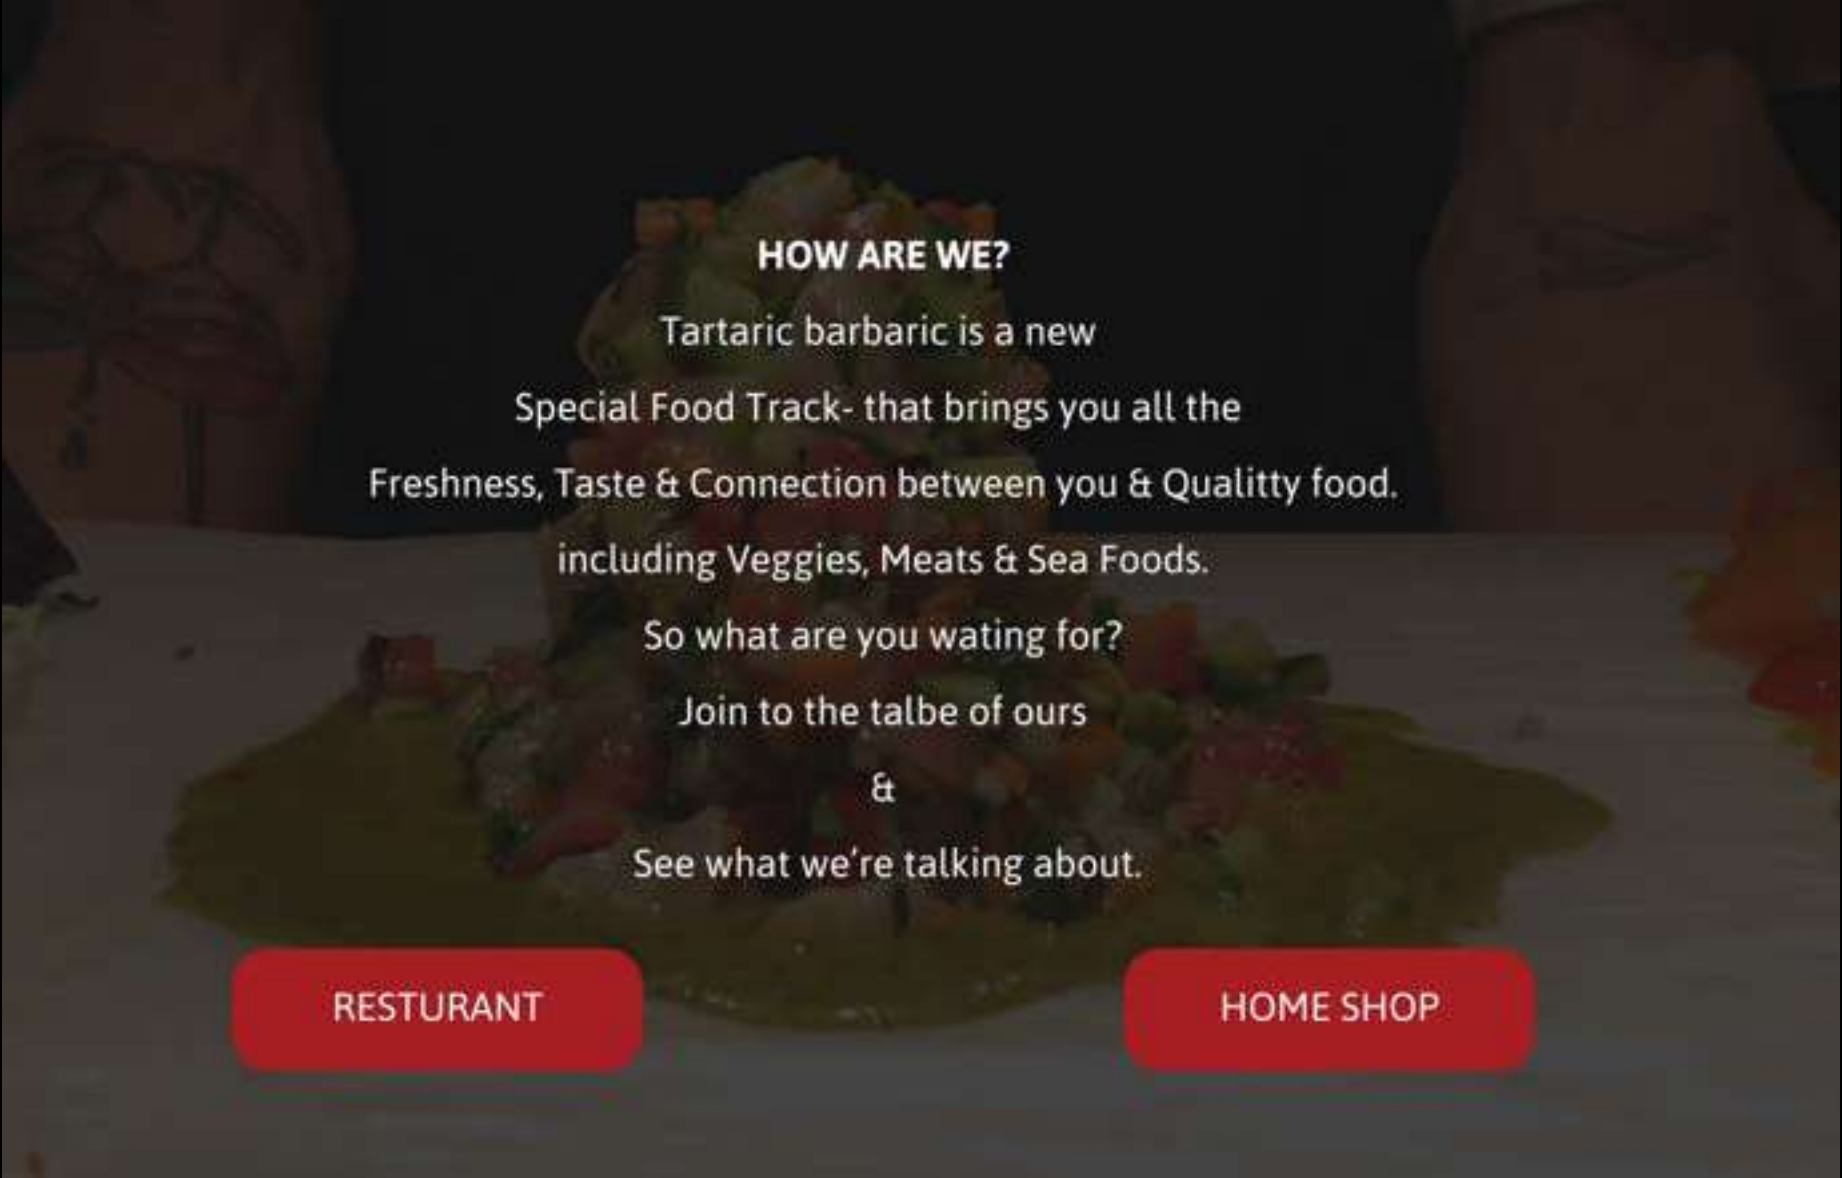 HOW ARE WE?
Tartaric barbaric is a new
Special Food Track- that brings you all the
Freshness, Taste & Connection between you & Qualitty food.
including Veggies, Meats & Sea Foods.
So what are you wating for?
Join to the talbe of ours
&
See what we’re talking about.
RESTURANT
HOME SHOP